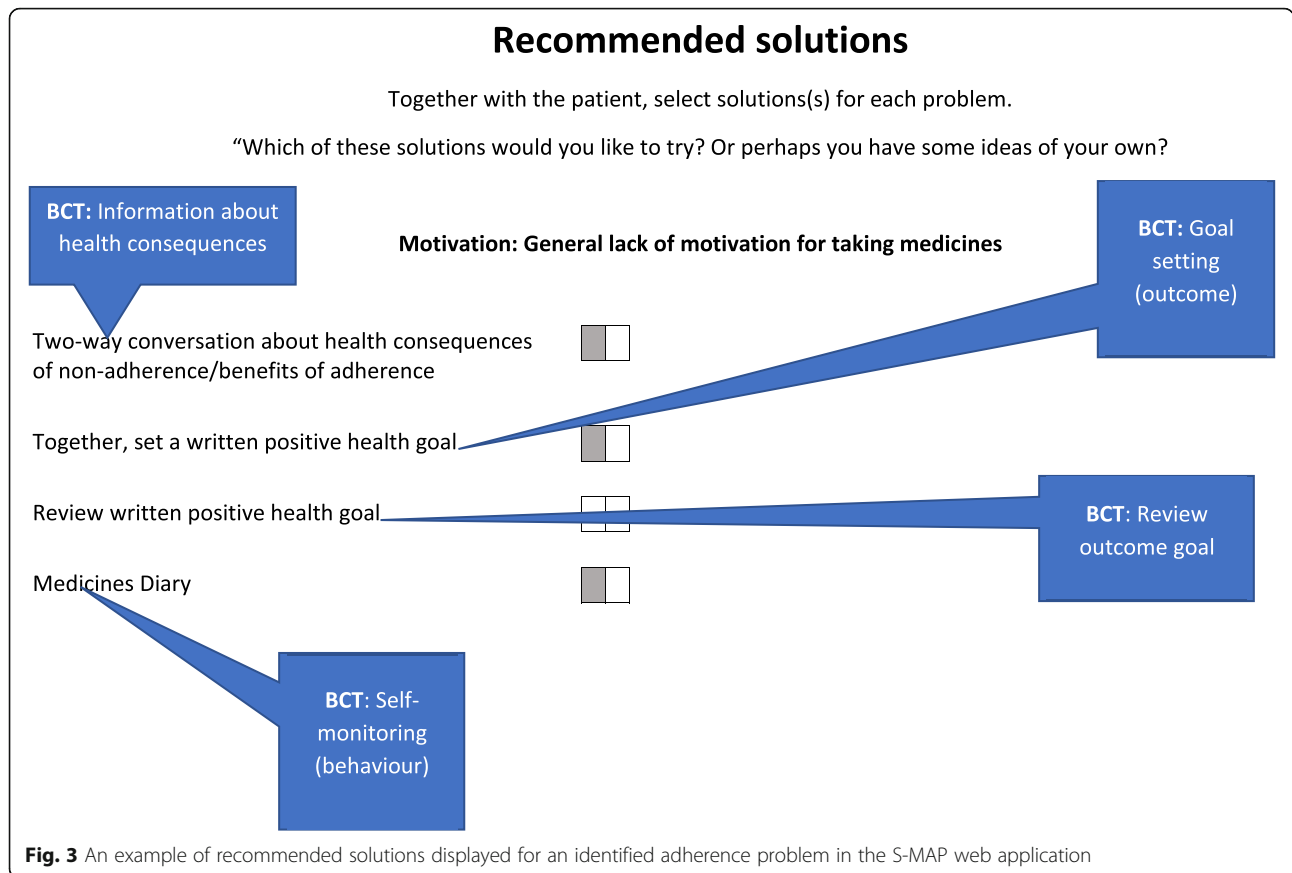 Recommended solutions
Together with the patient, select solutions(s) for each problem.
“Which of these solutions would you like to try? Or perhaps you have some ideas of your own?
BCT: Information about
health consequences
Motivation: General lack of motivation for taking medicines
BCT: Goal
setting
(outcome)
Two-way conversation about health consequences
of non-adherence/benefits of adherence
Together, set a written positive health goal
Review written positive health goal
BCT: Review
outcome goal
Medicines Diary
BCT: Self-
monitoring
(behaviour)
Fig. 3 An example of recommended solutions displayed for an identified adherence problem in the S-MAP web application